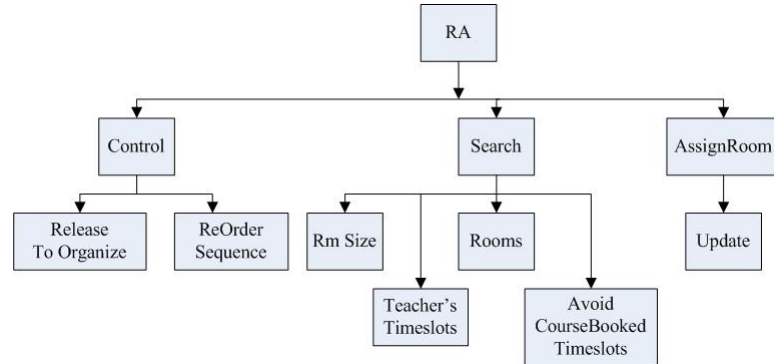 RA
Control
Search
AssignRoom
Release
To Organize
ReOrder
Sequence
Rm Size
Rooms
Update
Teacher's
Timeslots
Avoid
CourseBooked
Timeslots